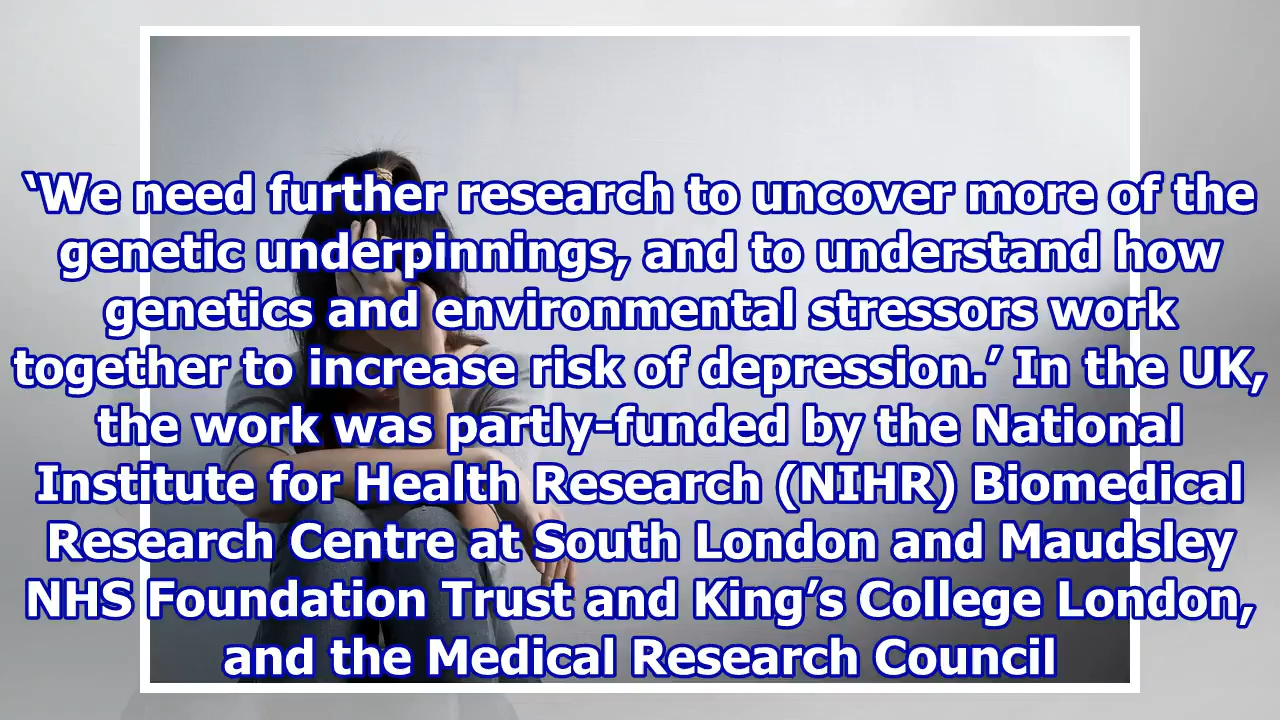 ‘We need further research to uncover more of the
genetic underpinnings, and to understand how
genetics and environmental stressors work
together to increase risk of depression.’ In the UK,
the work was partly-funded by the National
Institute for Health Research (NIHR) Biomedical
Research Centre at South London and Maudsley
NHS Foundation Trust and King’s College London,
and the Medical Research Council